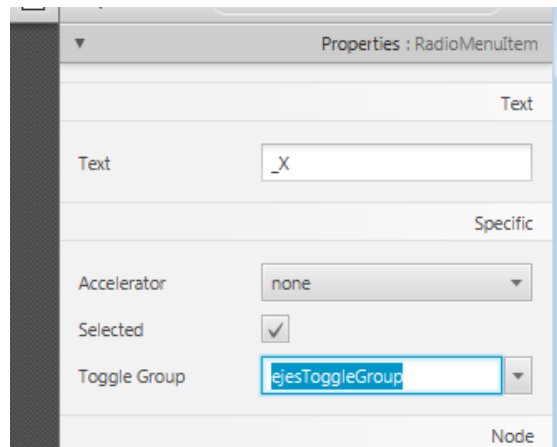 Properties : RadioMenuItem
Text
Text _X
Specific
Accelerator none
Selected
Toggle Group ejesToggleGroup
Node